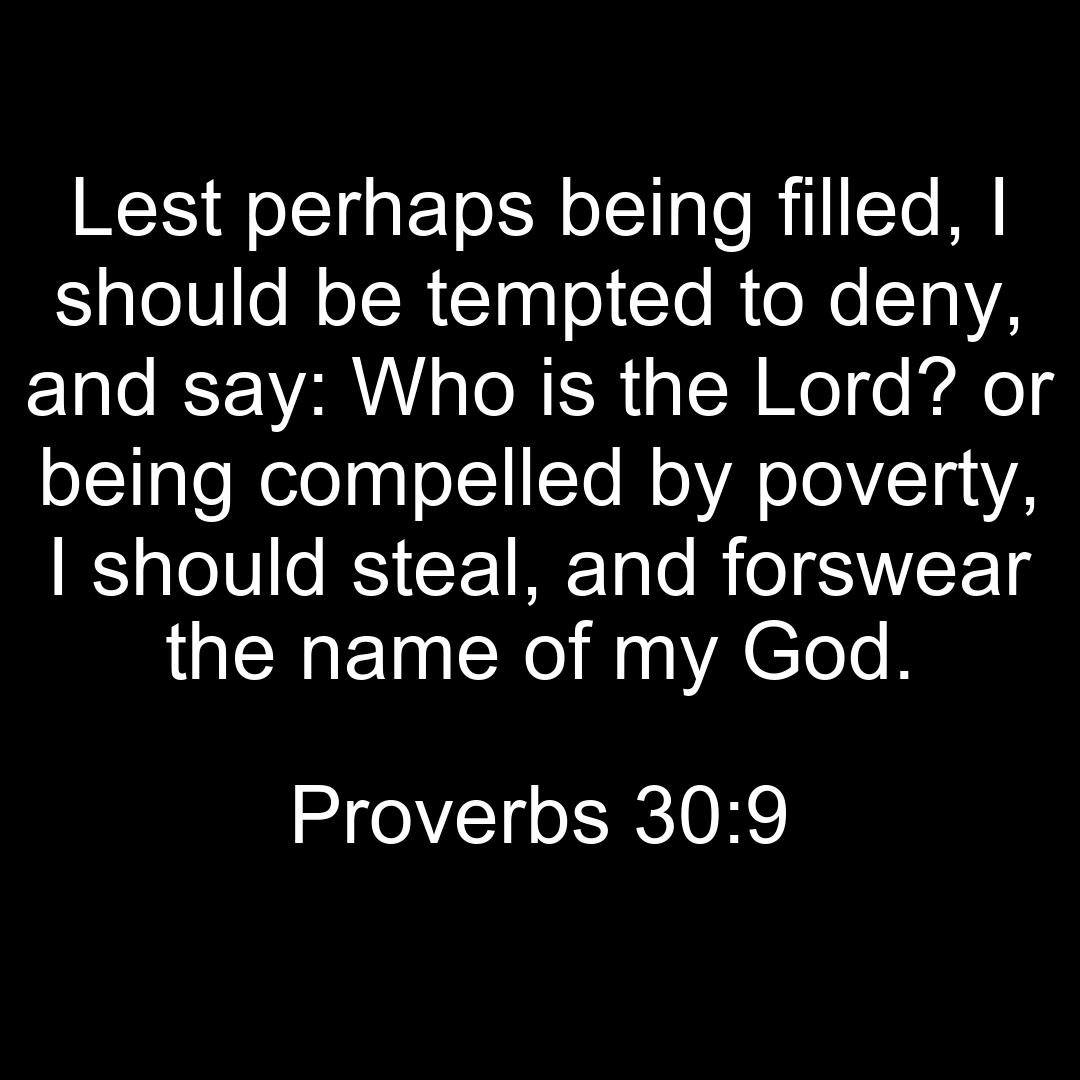 Lest perhaps being filled, I
should be tempted to deny,
and say: Who is the Lord? or
being compelled by poverty,
I should steal, and forswear
the name of my God.
Proverbs 30:9